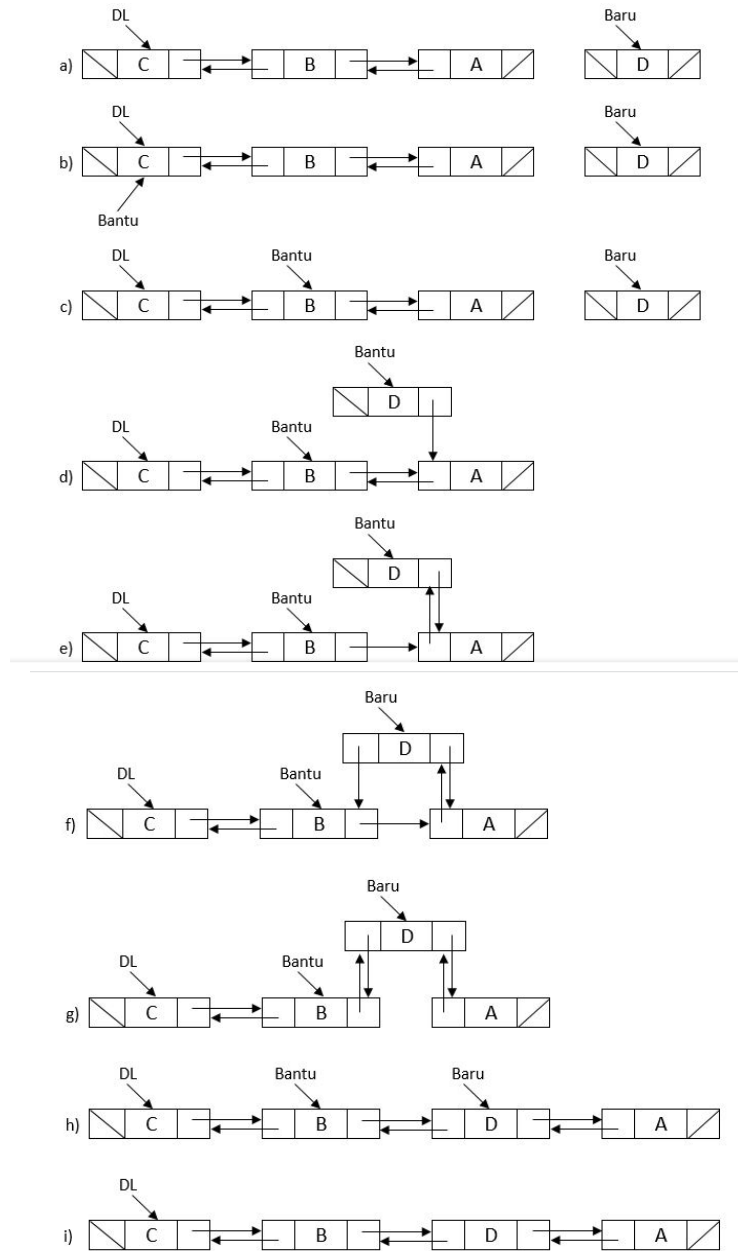 DL Baru
a) C B A D
DL Baru
b) C B A D
Bantu
DL Bantu Baru
c) C B A D
Bantu
D
DL Bantu
d) C B A
Bantu
D
DL Bantu
e) C B A
Baru
D
DL Bantu
f) C B A
Baru
D
DL Bantu
g) C B A
DL Bantu Baru
h) C B D A
DL
i) C B D A